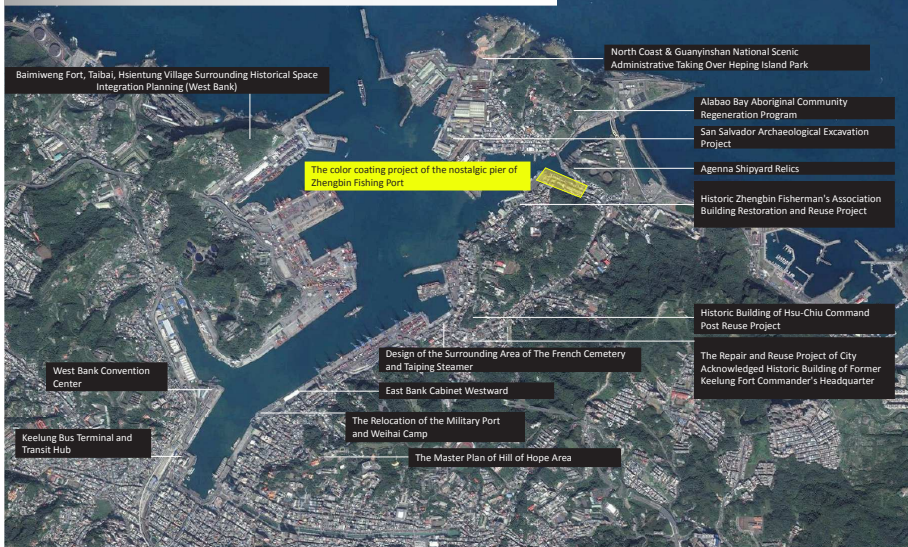 North Coast & Guanyinshan National Scenic
Administrative Taking Over Heping Island Park
Baimiweng Fort, Taibai, Hsientung Village Surrounding Historical Space
Integration Planning (West Bank)
Alabao Bay Aboriginal Community
Regeneration Program
San Salvador Archaeological Excavation
Project
The color coating project of the nostalgic pier of
Zhengbin Fishing Port
Agenna Shipyard Relics
Historic Zhengbin Fisherman's Association
Building Restoration and Reuse Project
Historic Building of Hsu-Chiu Command
Post Reuse Project
Design of the Surrounding Area of The French Cemetery
and Taiping Steamer
The Repair and Reuse Project of City
Acknowledged Historic Building of Former
Keelung Fort Commander's Headquarter
West Bank Convention
Center
East Bank Cabinet Westward
The Relocation of the Military Port
and Weihai Camp
Keelung Bus Terminal and
Transit Hub
The Master Plan of Hill of Hope Area